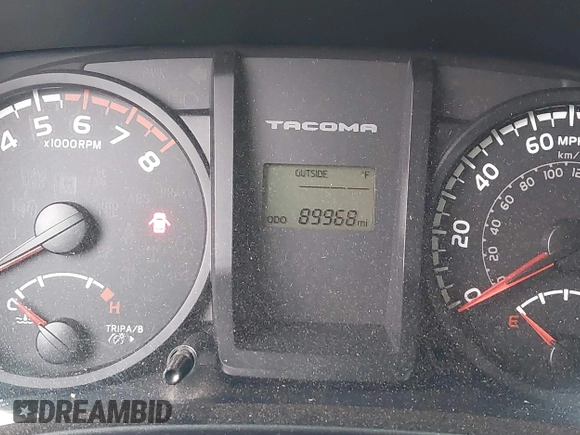 TACOMA
OUTSIDE °F
ODO 89968 mi
4 5 6 7 8
x1000RPM
C H
TRIP A/B
0 20 40 60 MPH
km/
0 20 40 60 80 100 120
E
DREAMBID